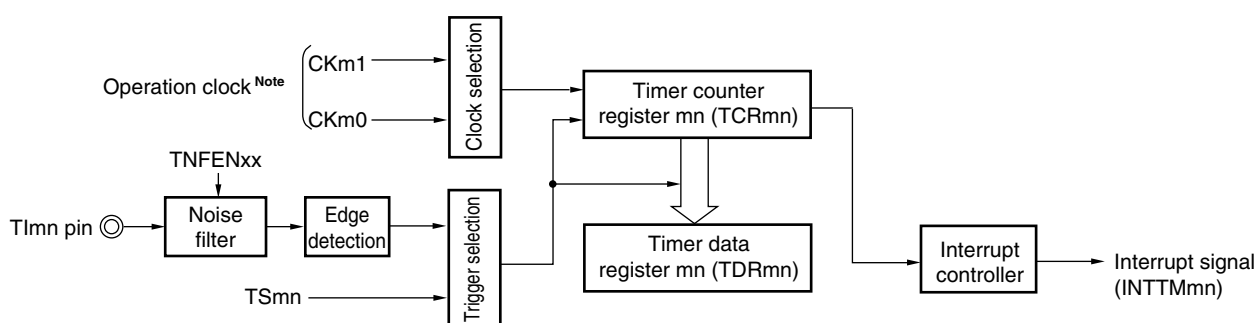 Operation clock Note
CKm1
CKm0
Clock selection
Timer counter
register mn (TCRmn)
TNFENxx
TImn pin
Noise
filter
Edge
detection
TSmn
Trigger selection
Timer data
register mn (TDRmn)
Interrupt
controller
Interrupt signal
(INTTMmn)